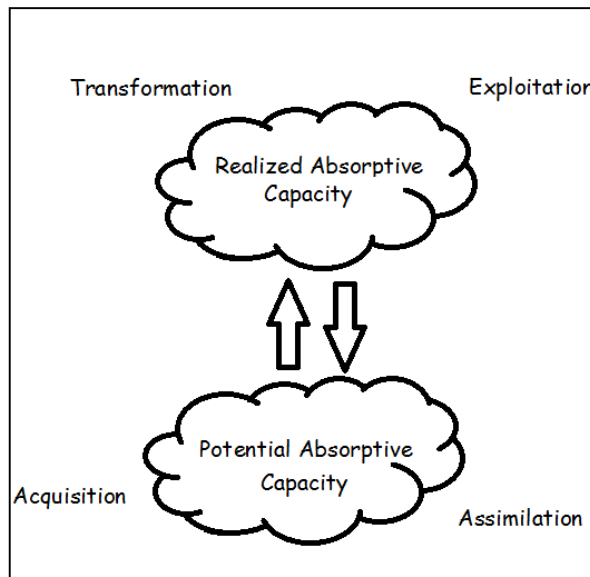 Transformation
Exploitation
Realized Absorptive
Capacity
Potential Absorptive
Capacity
Acquisition
Assimilation